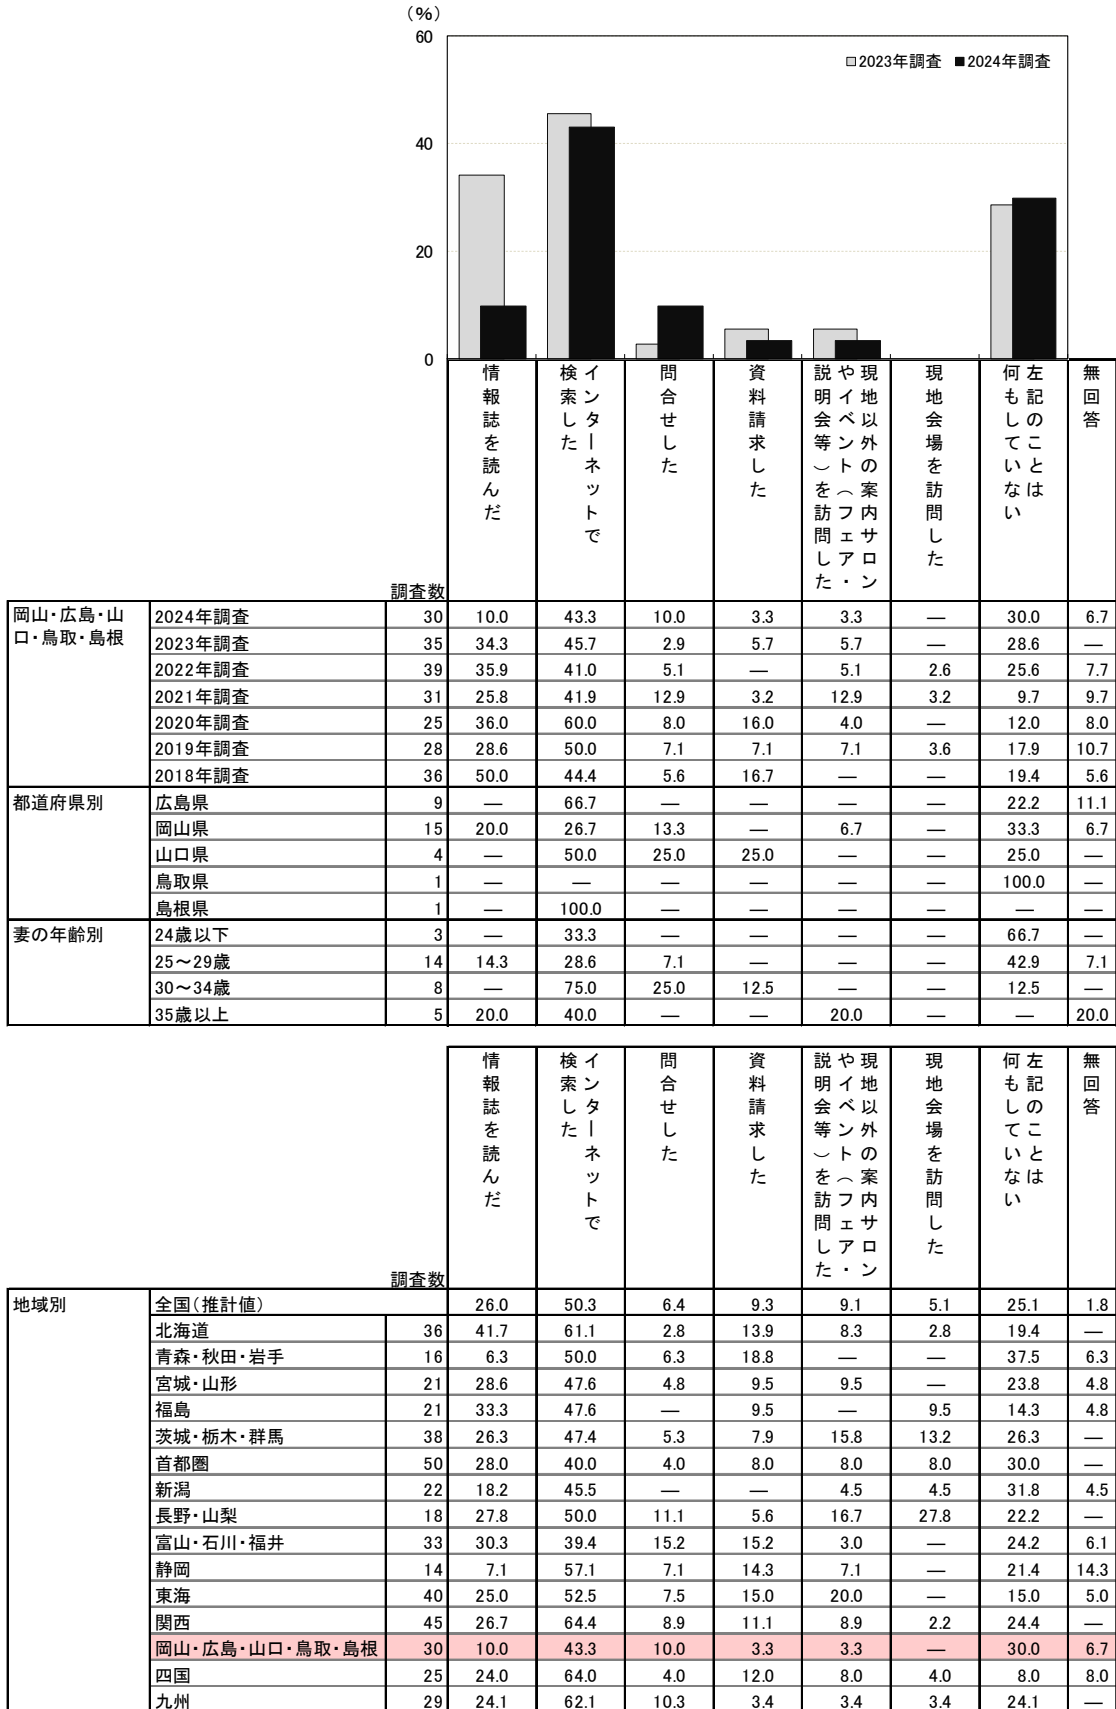 （%）
60
40
20
0
□2023年調査 ■2024年調査
調査数
情報誌を読んだ
インターネットで
検索した
問合せした
資料請求した
現地以外の案内サロン
やイベント（フェア・
説明会等）を訪問した
現地会場を訪問した
左記のことは
何もしていない
無回答
岡山・広島・山口・鳥取・島根
2024年調査 30 10.0 43.3 10.0 3.3 3.3 — 30.0 6.7
2023年調査 35 34.3 45.7 2.9 5.7 5.7 — 28.6 —
2022年調査 39 35.9 41.0 5.1 — 5.1 2.6 25.6 7.7
2021年調査 31 25.8 41.9 12.9 3.2 12.9 3.2 9.7 9.7
2020年調査 25 36.0 60.0 8.0 16.0 4.0 — 12.0 8.0
2019年調査 28 28.6 50.0 7.1 7.1 7.1 3.6 17.9 10.7
2018年調査 36 50.0 44.4 5.6 16.7 — — 19.4 5.6
都道府県別
広島県 9 — 66.7 — — — — 22.2 11.1
岡山県 15 20.0 26.7 13.3 — 6.7 — 33.3 6.7
山口県 4 — 50.0 25.0 25.0 — — 25.0 —
鳥取県 1 — — — — — — 100.0 —
島根県 1 — 100.0 — — — — — —
妻の年齢別
24歳以下 3 — 33.3 — — — — 66.7 —
25～29歳 14 14.3 28.6 7.1 — — — 42.9 7.1
30～34歳 8 — 75.0 25.0 12.5 — — 12.5 —
35歳以上 5 20.0 40.0 — — 20.0 — — 20.0
調査数
情報誌を読んだ
インターネットで
検索した
問合せした
資料請求した
現地以外の案内サロン
やイベント（フェア・
説明会等）を訪問した
現地会場を訪問した
左記のことは
何もしていない
無回答
地域別
全国（推計値） 26.0 50.3 6.4 9.3 9.1 5.1 25.1 1.8
北海道 36 41.7 61.1 2.8 13.9 8.3 2.8 19.4 —
青森・秋田・岩手 16 6.3 50.0 6.3 18.8 — — 37.5 6.3
宮城・山形 21 28.6 47.6 4.8 9.5 9.5 — 23.8 4.8
福島 21 33.3 47.6 — 9.5 — 9.5 14.3 4.8
茨城・栃木・群馬 38 26.3 47.4 5.3 7.9 15.8 13.2 26.3 —
首都圏 50 28.0 40.0 4.0 8.0 8.0 8.0 30.0 —
新潟 22 18.2 45.5 — — 4.5 4.5 31.8 4.5
長野・山梨 18 27.8 50.0 11.1 5.6 16.7 27.8 22.2 —
富山・石川・福井 33 30.3 39.4 15.2 15.2 3.0 — 24.2 6.1
静岡 14 7.1 57.1 7.1 14.3 7.1 — 21.4 14.3
東海 40 25.0 52.5 7.5 15.0 20.0 — 15.0 5.0
関西 45 26.7 64.4 8.9 11.1 8.9 2.2 24.4 —
岡山・広島・山口・鳥取・島根 30 10.0 43.3 10.0 3.3 3.3 — 30.0 6.7
四国 25 24.0 64.0 4.0 12.0 8.0 4.0 8.0 8.0
九州 29 24.1 62.1 10.3 3.4 3.4 3.4 24.1 —